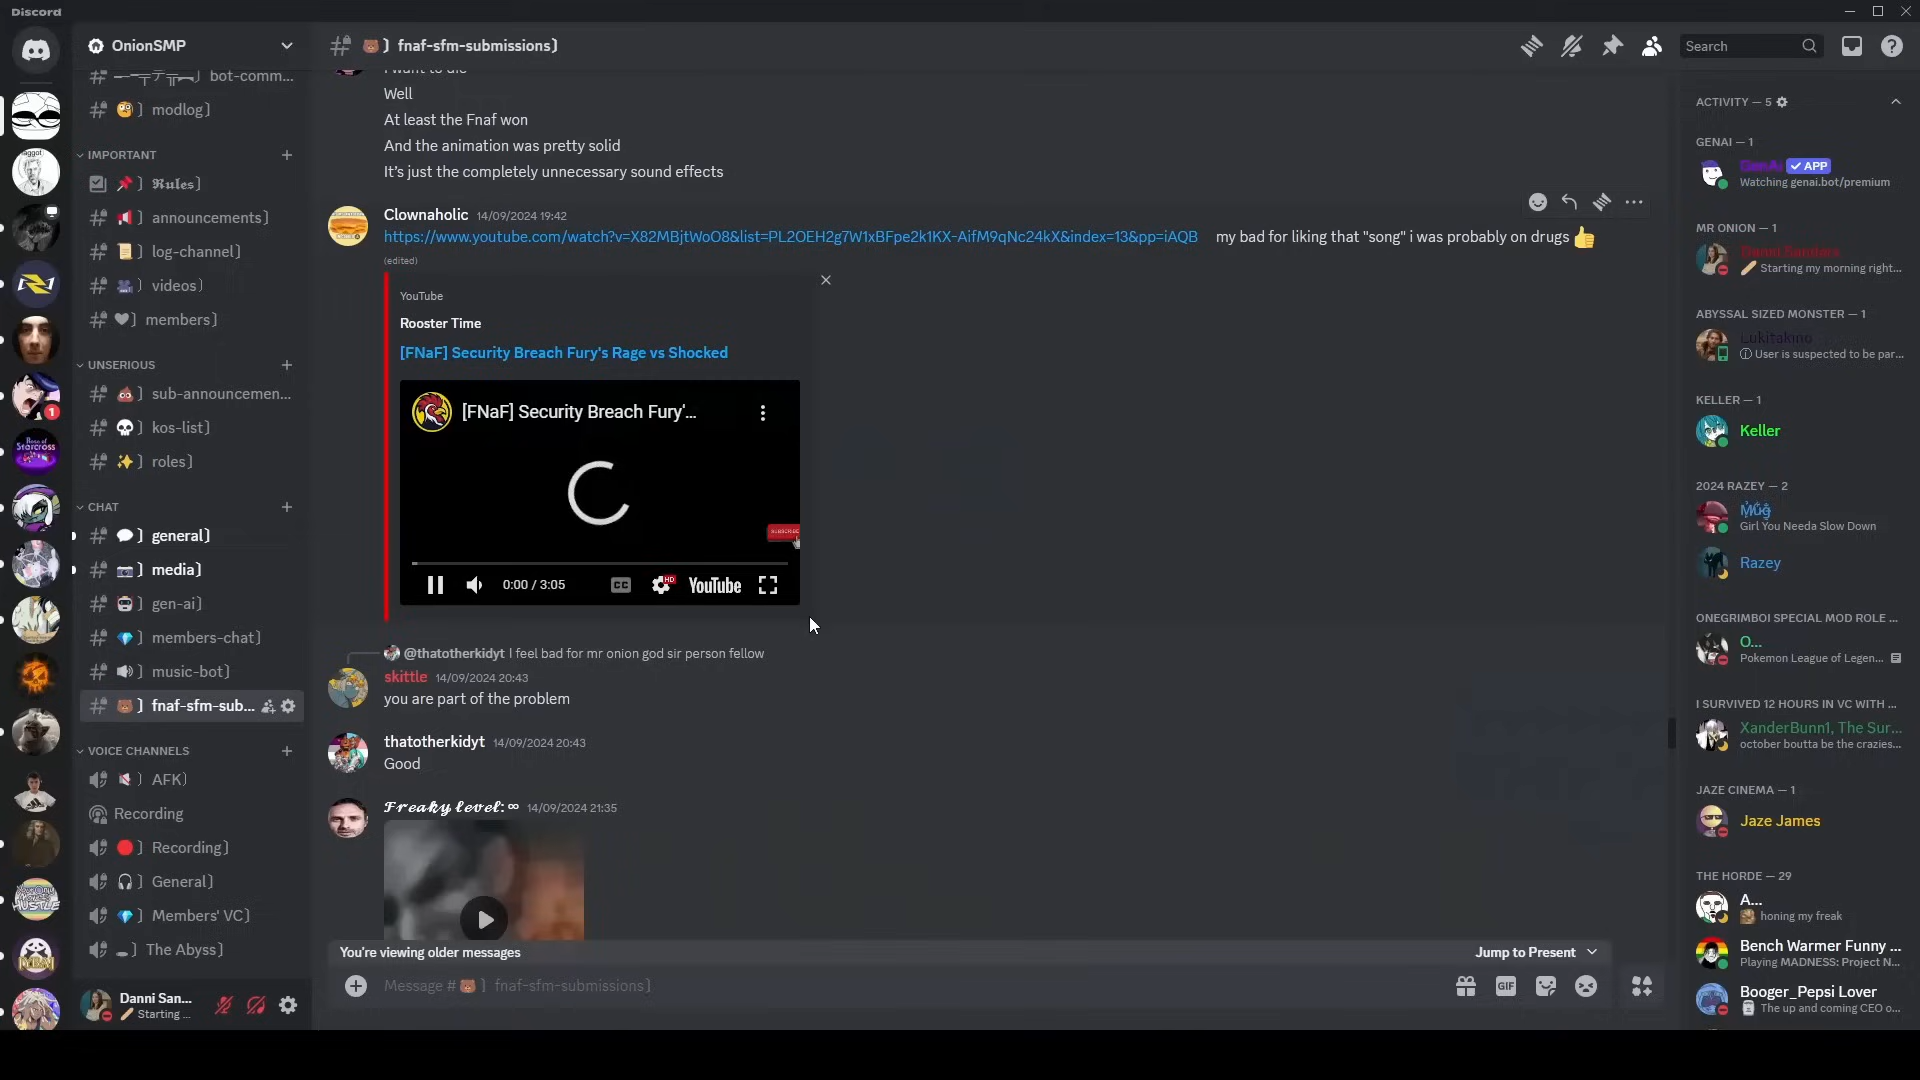 Discord
OnionSMP
bot-comm...
modlog
IMPORTANT
Rules
announcements
log-channel
videos
members
UNSERIOUS
sub-announcemen...
kos-list
roles
CHAT
general
media
gen-ai
members-chat
music-bot
fnaf-sfm-sub...
VOICE CHANNELS
AFK
Recording
Recording
General
Members' VC
The Abyss
Danni San...
Starting ...
fnaf-sfm-submissions
Search
I want to die
Well
At least the Fnaf won
And the animation was pretty solid
It's just the completely unnecessary sound effects
Clownaholic 14/09/2024 19:42
https://www.youtube.com/watch?v=X82MBjtWoO8&list=PL2OEH2g7W1xBFpe2k1KX-AifM9qNc24kX&index=13&pp=iAQB my bad for liking that "song" i was probably on drugs 👍
(edited)
YouTube
Rooster Time
[FNaF] Security Breach Fury's Rage vs Shocked
[FNaF] Security Breach Fury'...
SUBSCRIBE
0:00 / 3:05 CC HD YouTube
@thatotherkidyt I feel bad for mr onion god sir person fellow
skittle 14/09/2024 20:43
you are part of the problem
thatotherkidyt 14/09/2024 20:43
Good
𝓕𝓻𝓮𝓪𝓴𝔂 𝓵𝓮𝓿𝓮𝓵: ∞ 14/09/2024 21:35
You're viewing older messages
Jump to Present
Message # fnaf-sfm-submissions
GIF
ACTIVITY — 5
GENAI — 1
GenAi APP
Watching genai.bot/premium
MR ONION — 1
Danni Sanders
Starting my morning right...
ABYSSAL SIZED MONSTER — 1
Lukitakino
User is suspected to be par...
KELLER — 1
Keller
2024 RAZEY — 2
Mug
Girl You Needa Slow Down
Razey
ONEGRIMBOI SPECIAL MOD ROLE ...
O...
Pokemon League of Legen...
I SURVIVED 12 HOURS IN VC WITH ...
XanderBunn1, The Sur...
october boutta be the crazies...
JAZE CINEMA — 1
Jaze James
THE HORDE — 29
A...
honing my freak
Bench Warmer Funny ...
Playing MADNESS: Project N...
Booger_Pepsi Lover
The up and coming CEO o...